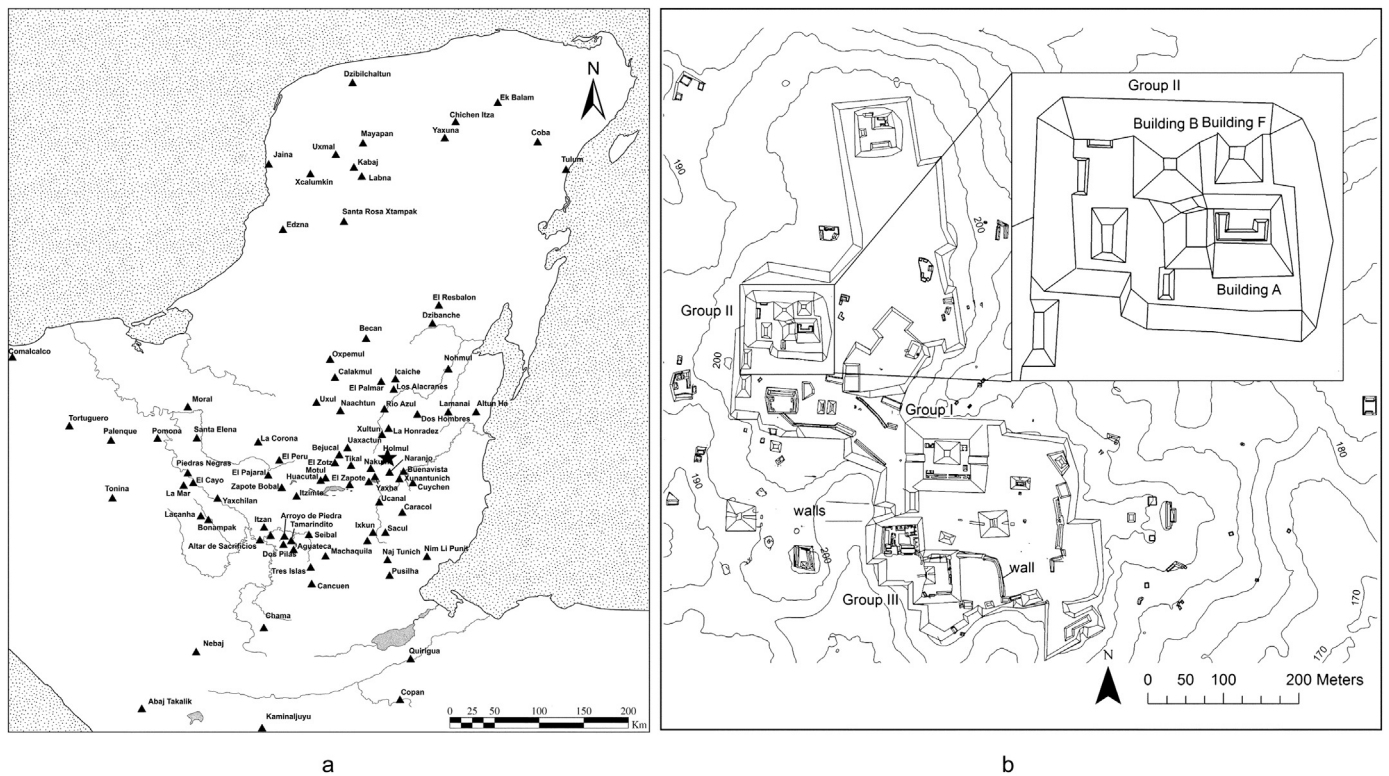 N
Dzibilchaltun
Ek Balam
Chichen Itza
Yaxuna
Coba
Mayapan
Uxmal
Kabaj
Labna
Jaina
Xcalumkin
Tulum
Santa Rosa Xtampak
Edzna
El Resbalon
Dzibanche
Becan
Comalcalco
Oxpemul
Nohmul
Calakmul
Icaiche
El Palmar
Los Alacranes
Uxul
Naachtun
Rio Azul
Lamanai
Altun Ha
Dos Hombres
Moral
Tortuguero
Palenque
Pomona
Santa Elena
La Corona
Xultun
La Honradez
Uaxactun
Bejucal
Holmul
El Peru
El Zotz
Tikal
Nakum
Naranjo
Piedras Negras
El Pajaral
Motul
Huacutal
El Zapote
Buenavista
Xunantunich
El Cayo
Zapote Bobal
Yaxha
Cuychen
La Mar
Itzimte
Tonina
Yaxchilan
Ucanal
Caracol
Lacanha
Bonampak
Arroyo de Piedra
Itzan
Tamarindito
Seibal
Ixkun
Sacul
Altar de Sacrificios
Aguateca
Dos Pilas
Machaquila
Naj Tunich
Nim Li Punit
Tres Islas
Pusilha
Cancuen
Chama
Nebaj
Quirigua
Abaj Takalik
Copan
Kaminaljuyu
0 25 50 100 150 200
Km
a
Group II
Building B
Building F
Building A
190
200
Group II
200
Group I
180
190
walls
200
wall
Group III
170
170
N
0 50 100 200 Meters
b